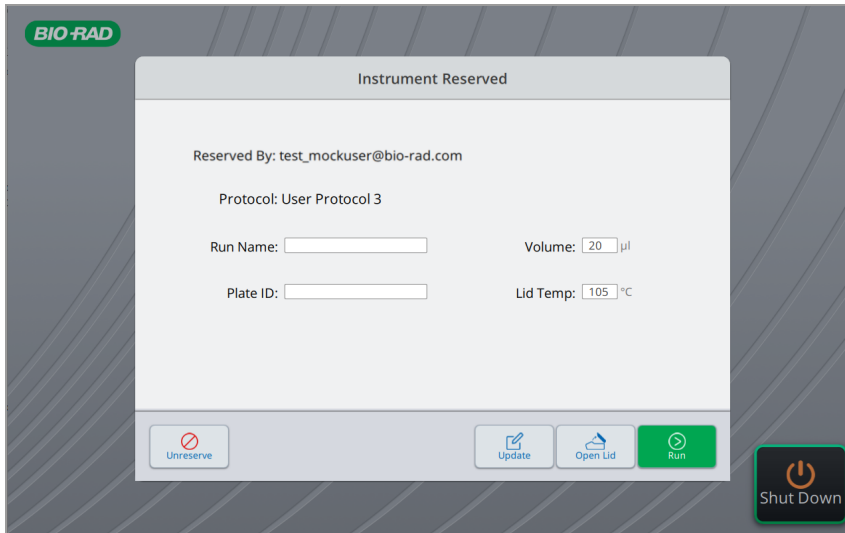 BIO-RAD
Instrument Reserved
Reserved By: test_mockuser@bio-rad.com
Protocol: User Protocol 3
Run Name:
Volume: 20 µl
Plate ID:
Lid Temp: 105 °C
Unreserve
Update
Open Lid
Run
Shut Down